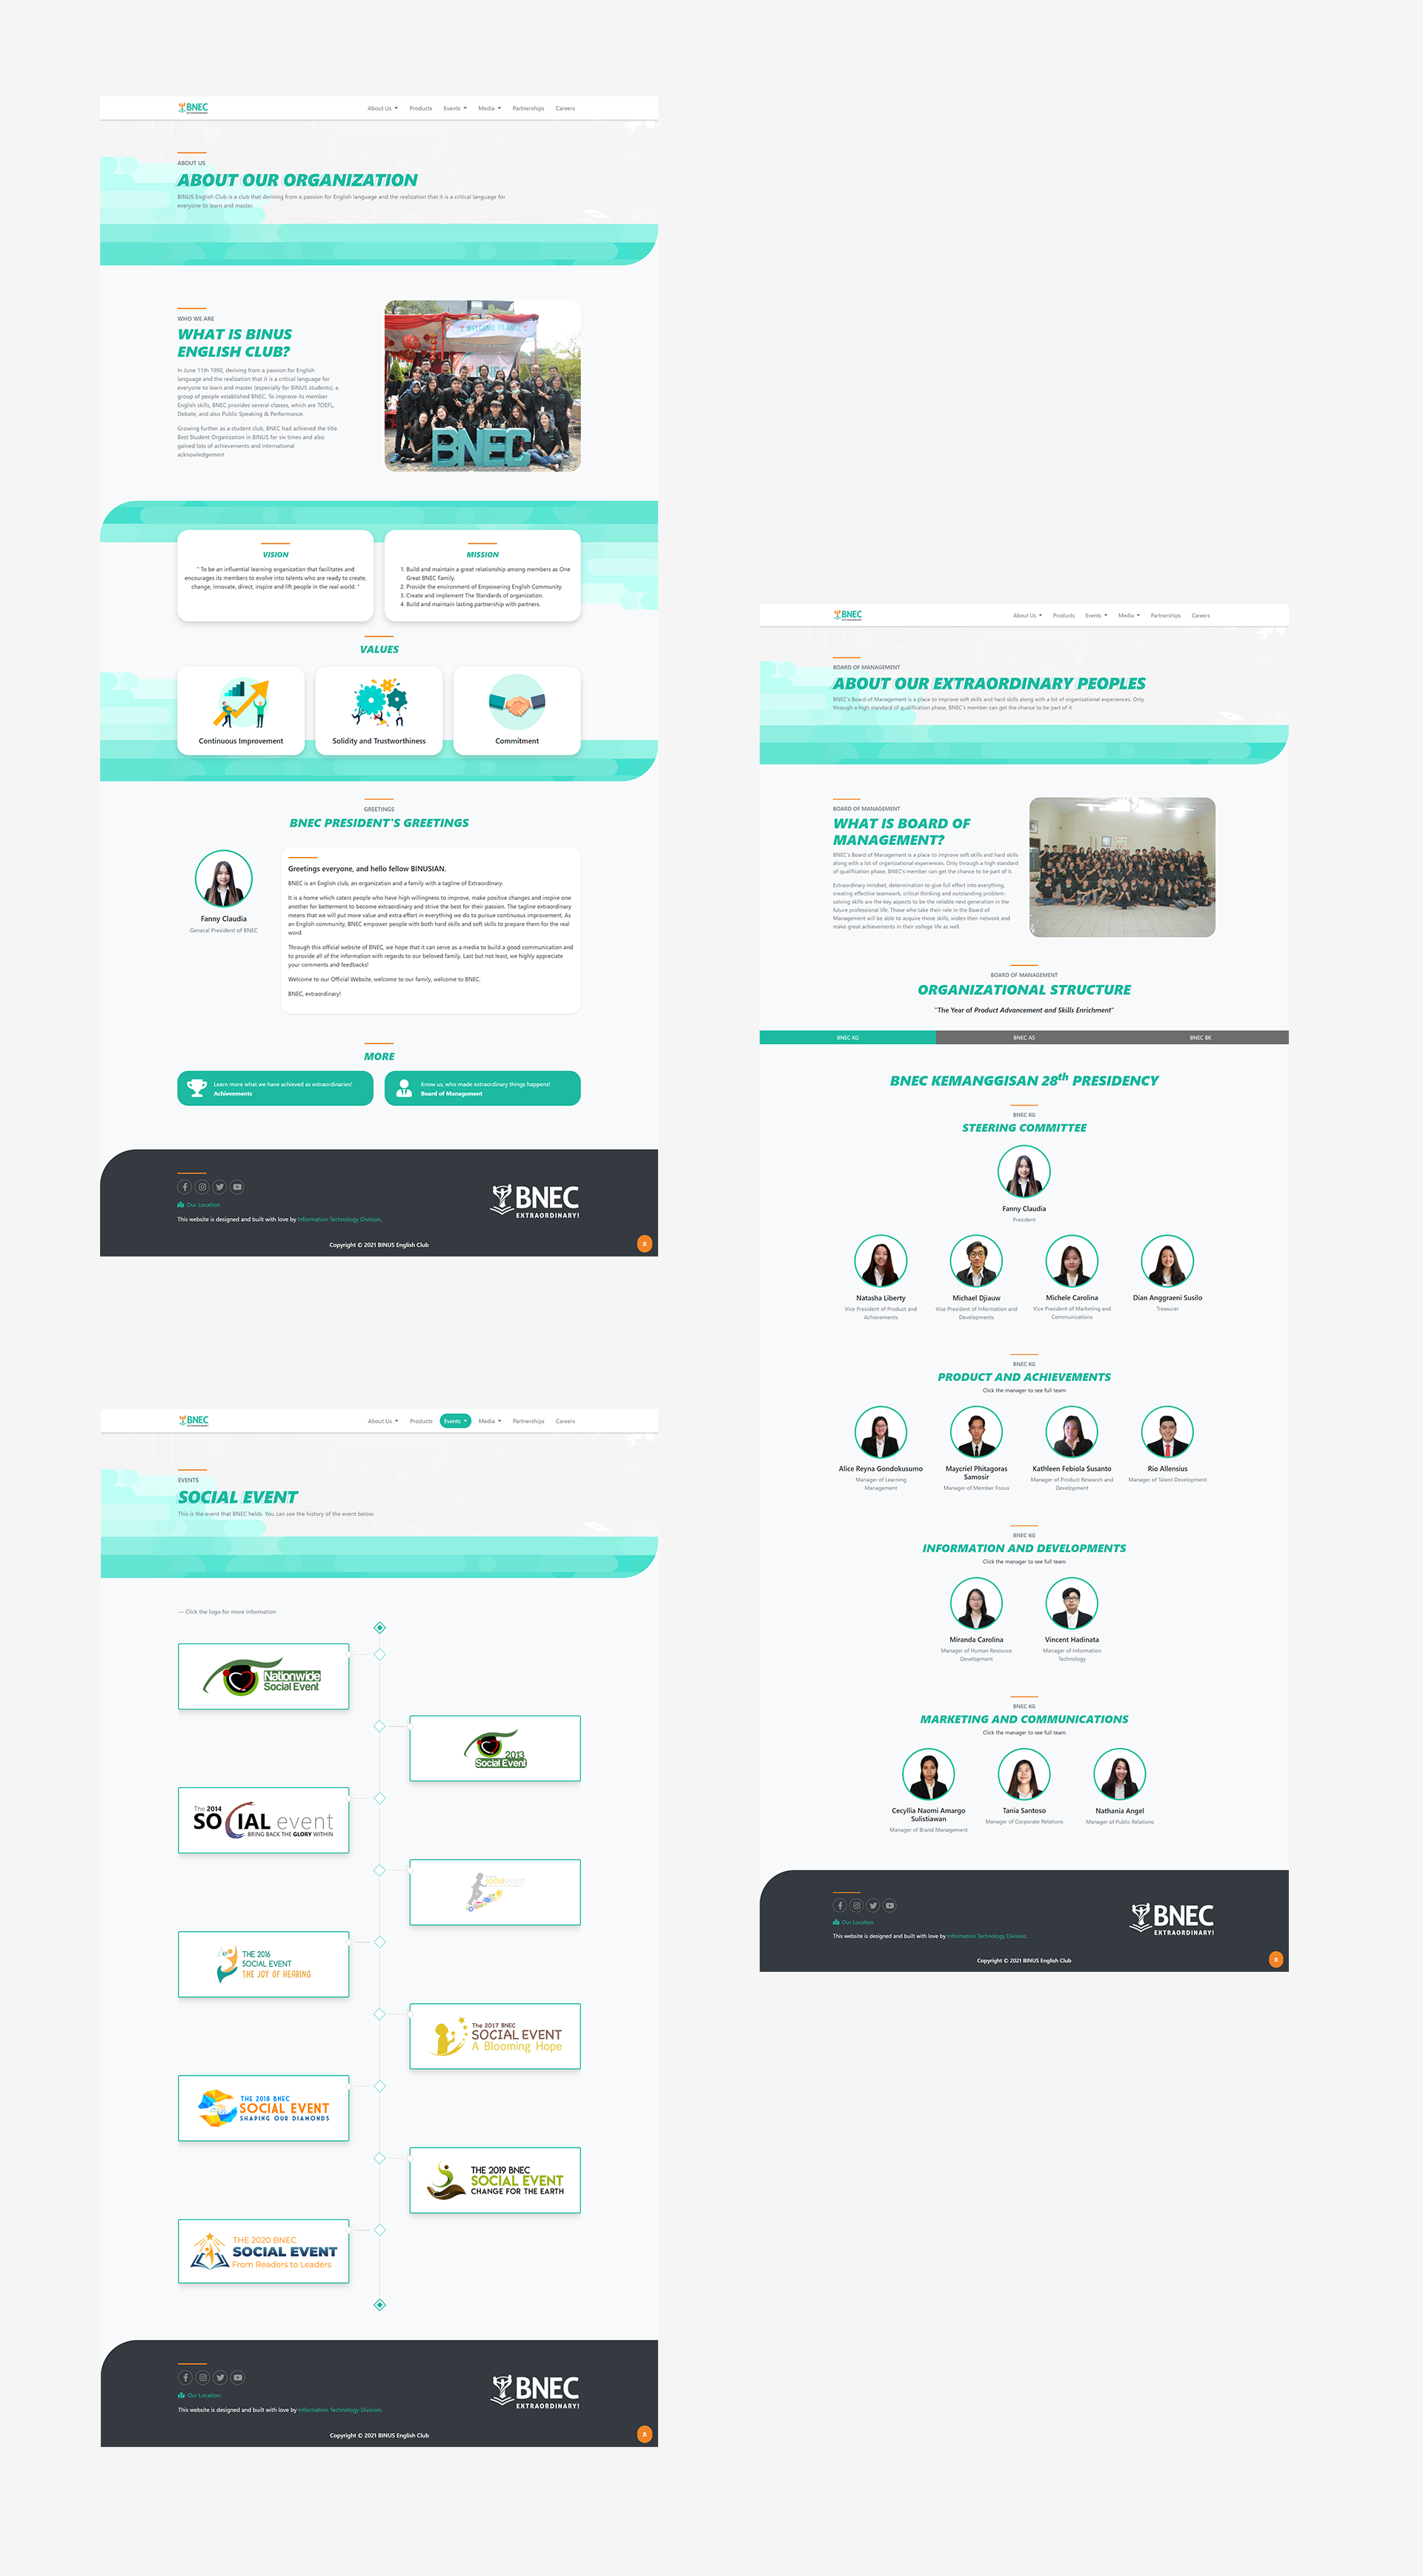 BNEC
EXTRAORDINARY!
About Us
Products
Events
Media
Partnerships
Careers
ABOUT US
ABOUT OUR ORGANIZATION
BINUS English Club is a club that deriving from a passion for English language and the realization that it is a critical language for
everyone to learn and master.
WHO WE ARE
WHAT IS BINUS
ENGLISH CLUB?
In June 11th 1992, deriving from a passion for English
language and the realization that it is a critical language for
everyone to learn and master (especially for BINUS students), a
group of people established BNEC. To improve its member
English skills, BNEC provides several classes, which are TOEFL,
Debate, and also Public Speaking & Performance.
Growing further as a student club, BNEC had achieved the title
Best Student Organization in BINUS for six times and also
gained lots of achievements and international
acknowledgement
WELCOME TO BNEC
BNEC
VISION
" To be an influential learning organization that facilitates and
encourages its members to evolve into talents who are ready to create,
change, innovate, direct, inspire and lift people in the real world. "
MISSION
1. Build and maintain a great relationship among members as One
Great BNEC Family.
2. Provide the environment of Empowering English Community.
3. Create and implement The Standards of organization.
4. Build and maintain lasting partnership with partners.
VALUES
Continuous Improvement
Solidity and Trustworthiness
Commitment
GREETINGS
BNEC PRESIDENT'S GREETINGS
Fanny Claudia
General President of BNEC
Greetings everyone, and hello fellow BINUSIAN.
BNEC is an English club, an organization and a family with a tagline of Extraordinary.
It is a home which caters people who have high willingness to improve, make positive changes and inspire one
another for betterment to become extraordinary and strive the best for their passion. The tagline extraordinary
means that we will put more value and extra effort in everything we do to pursue continuous improvement. As
an English community, BNEC empower people with both hard skills and soft skills to prepare them for the real
word.
Through this official website of BNEC, we hope that it can serve as a media to build a good communication and
to provide all of the information with regards to our beloved family. Last but not least, we highly appreciate
your comments and feedbacks!
Welcome to our Official Website, welcome to our family, welcome to BNEC.
BNEC, extraordinary!
MORE
Learn more what we have achieved as extraordinaries!
Achievements
Know us, who made extraordinary things happens!
Board of Management
Our Location
This website is designed and built with love by Information Technology Division.
BNEC
EXTRAORDINARY!
Copyright © 2021 BINUS English Club
BNEC
EXTRAORDINARY!
About Us
Products
Events
Media
Partnerships
Careers
EVENTS
SOCIAL EVENT
This is the event that BNEC helds. You can see the history of the event below.
— Click the logo for more information
Nationwide
Social Event
2013
Social Event
The 2014
SOCIAL event
BRING BACK THE GLORY WITHIN
socialevent
THE 2016
SOCIAL EVENT
THE JOY OF HEARING
The 2017 BNEC
SOCIAL EVENT
A Blooming Hope
THE 2018 BNEC
SOCIAL EVENT
SHAPING OUR DIAMONDS
THE 2019 BNEC
SOCIAL EVENT
CHANGE FOR THE EARTH
THE 2020 BNEC
SOCIAL EVENT
From Readers to Leaders
Our Location
This website is designed and built with love by Information Technology Division.
BNEC
EXTRAORDINARY!
Copyright © 2021 BINUS English Club
BNEC
EXTRAORDINARY!
About Us
Products
Events
Media
Partnerships
Careers
BOARD OF MANAGEMENT
ABOUT OUR EXTRAORDINARY PEOPLES
BNEC's Board of Management is a place to improve soft skills and hard skills along with a lot of organizational experiences. Only
through a high standard of qualification phase, BNEC's member can get the chance to be part of it.
BOARD OF MANAGEMENT
WHAT IS BOARD OF
MANAGEMENT?
BNEC's Board of Management is a place to improve soft skills and hard skills
along with a lot of organizational experiences. Only through a high standard
of qualification phase, BNEC's member can get the chance to be part of it.
Extraordinary mindset, determination to give full effort into everything,
creating effective teamwork, critical thinking and outstanding problem-
solving skills are the key aspects to be the reliable next generation in the
future professional life. Those who take their role in the Board of
Management will be able to acquire those skills, widen their network and
make great achievements in their college life as well.
BOARD OF MANAGEMENT
ORGANIZATIONAL STRUCTURE
"The Year of Product Advancement and Skills Enrichment"
BNEC KG
BNEC AS
BNEC BK
BNEC KEMANGGISAN 28th PRESIDENCY
BNEC KG
STEERING COMMITTEE
Fanny Claudia
President
Natasha Liberty
Vice President of Product and
Achievements
Michael Djiauw
Vice President of Information and
Developments
Michele Carolina
Vice President of Marketing and
Communications
Dian Anggraeni Susilo
Treasurer
BNEC KG
PRODUCT AND ACHIEVEMENTS
Click the manager to see full team
Alice Reyna Gondokusumo
Manager of Learning
Management
Maycriel Phitagoras
Samosir
Manager of Member Focus
Kathleen Febiola Susanto
Manager of Product Research and
Development
Rio Allensius
Manager of Talent Development
BNEC KG
INFORMATION AND DEVELOPMENTS
Click the manager to see full team
Miranda Carolina
Manager of Human Resource
Development
Vincent Hadinata
Manager of Information
Technology
BNEC KG
MARKETING AND COMMUNICATIONS
Click the manager to see full team
Cecyllia Naomi Amargo
Sulistiawan
Manager of Brand Management
Tania Santoso
Manager of Corporate Relations
Nathania Angel
Manager of Public Relations
Our Location
This website is designed and built with love by Information Technology Division.
BNEC
EXTRAORDINARY!
Copyright © 2021 BINUS English Club